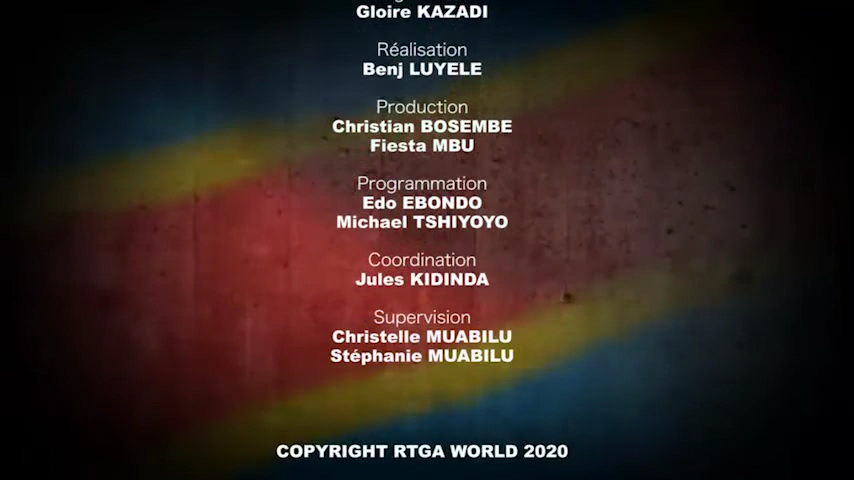 Gloire KAZADI
Réalisation
Benj LUYELE
Production
Christian BOSEMBE
Fiesta MBU
Programmation
Edo EBONDO
Michael TSHIYOYO
Coordination
Jules KIDINDA
Supervision
Christelle MUABILU
Stéphanie MUABILU
COPYRIGHT RTGA WORLD 2020